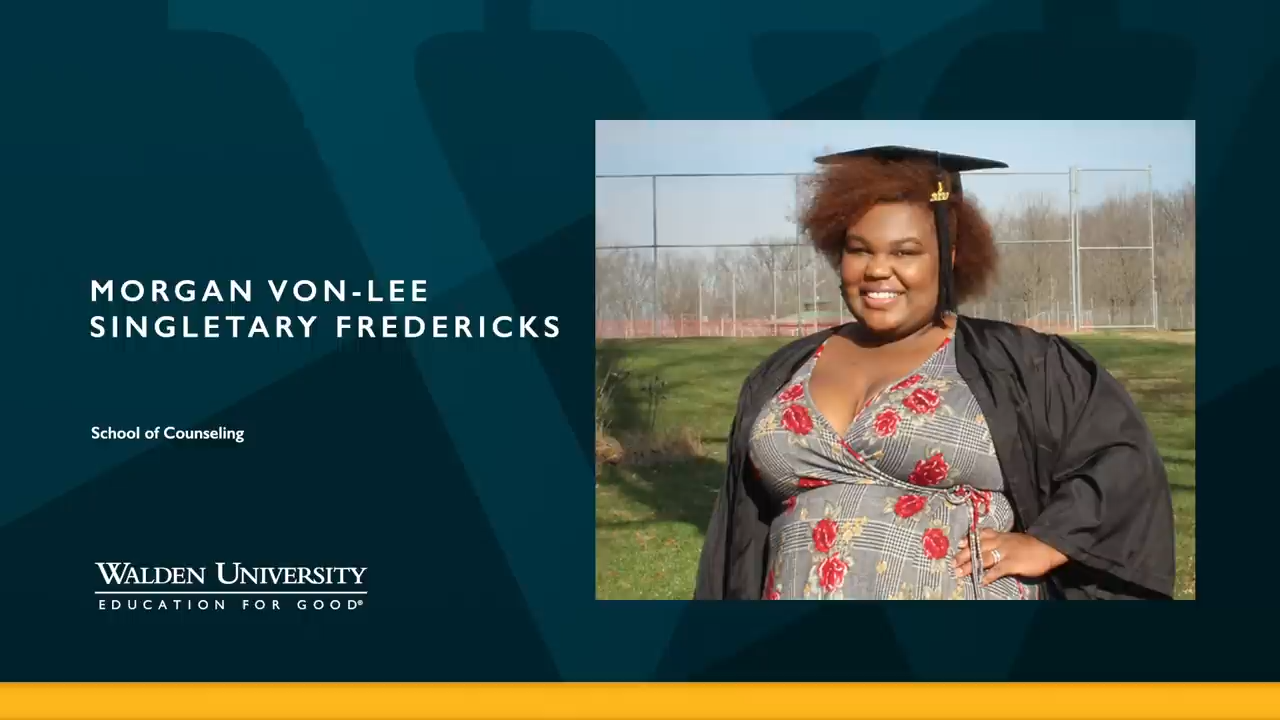 MORGAN VON-LEE
SINGLETARY FREDERICKS
School of Counseling
WALDEN UNIVERSITY
EDUCATION FOR GOOD®